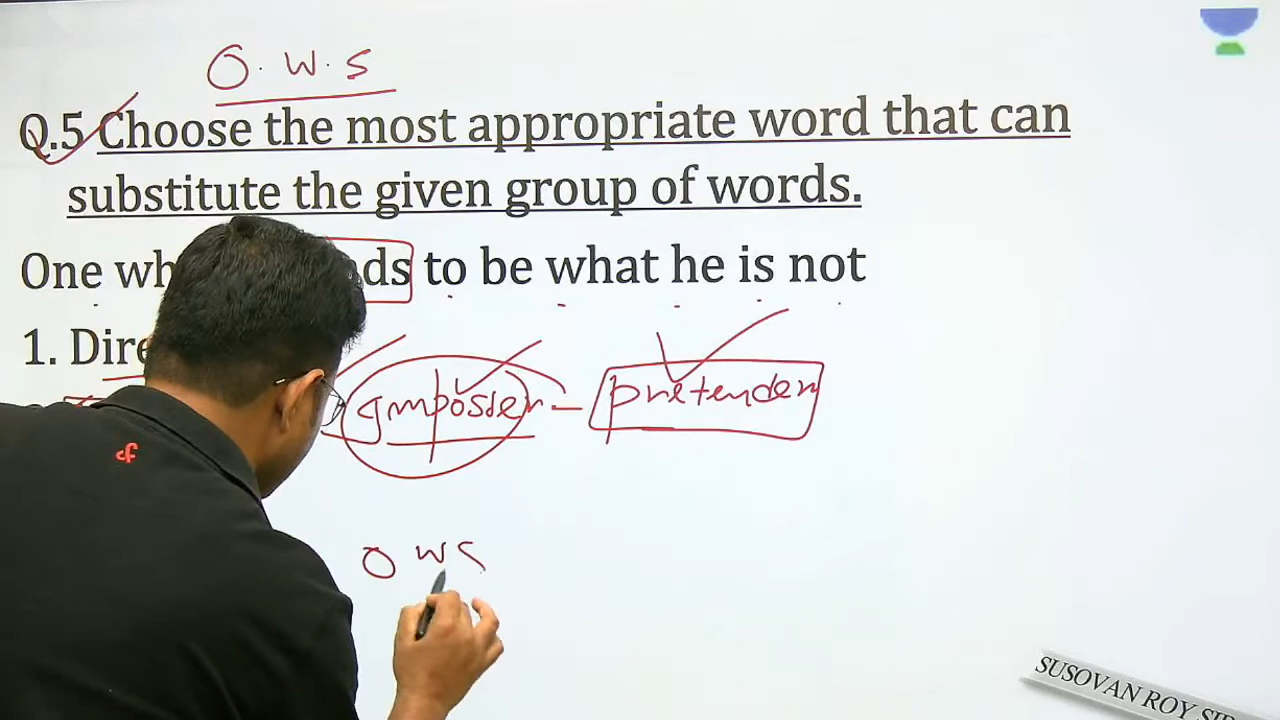 O.W.S
Q.5 Choose the most appropriate word that can
substitute the given group of words.
One ds to be what he is not
1. Dire
Imposter - pretender
OWS
SUSOVAN ROY SIR